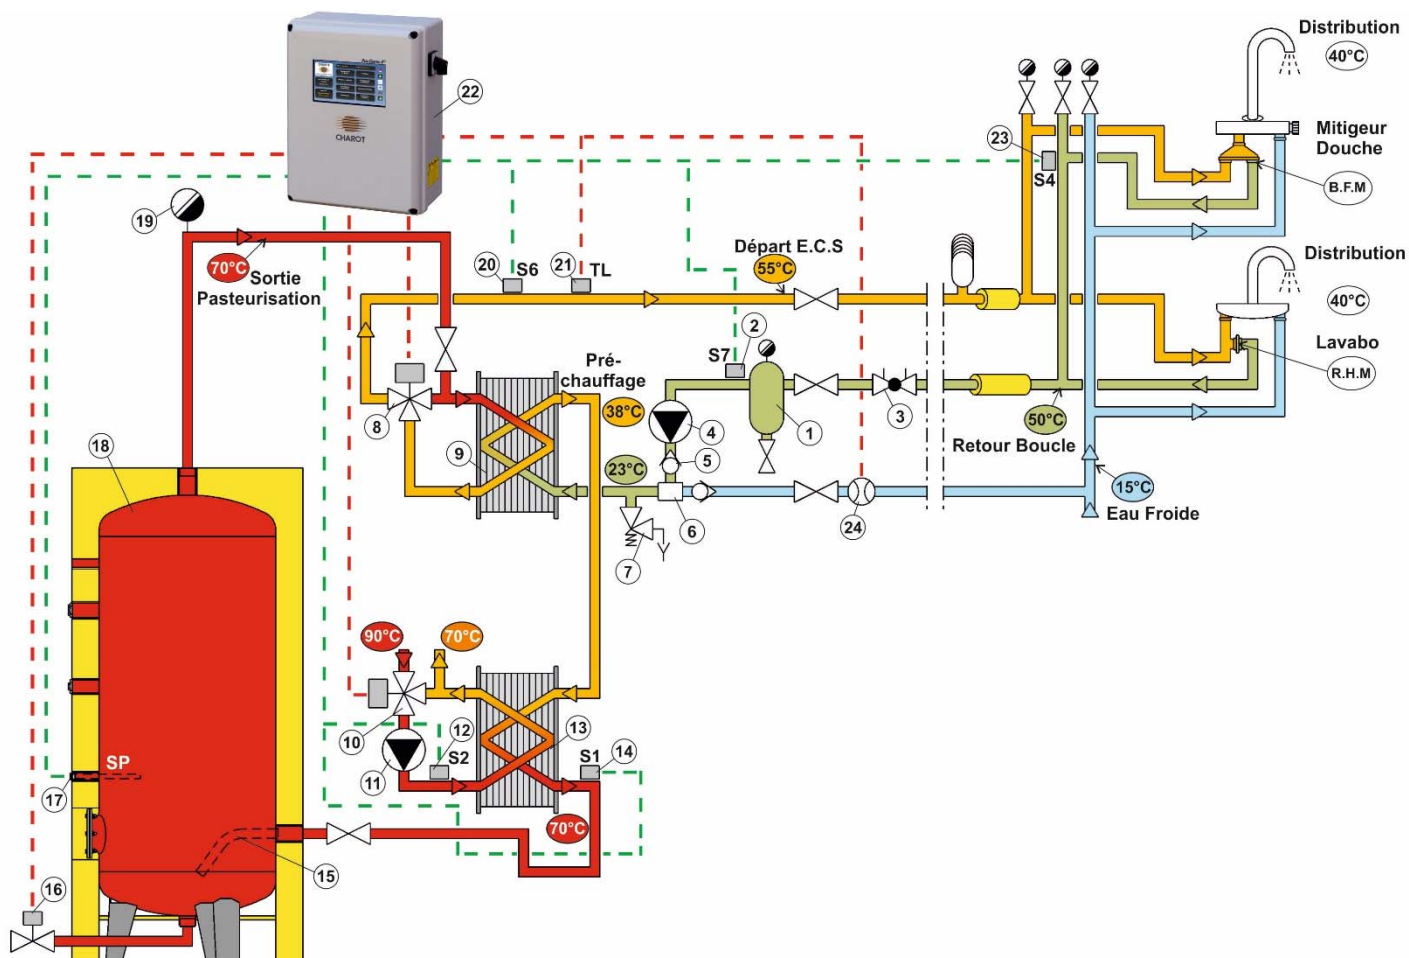 22
CHAROT
Distribution
40°C
Mitigeur
Douche
B.F.M
23
S4
19
70°C
Sortie
Pasteurisation
20
S6
21
TL
Départ E.C.S
55°C
Distribution
40°C
Lavabo
R.H.M
2
S7
Pré-
chauffage
38°C
8
9
4
1
3
5
50°C
Retour Boucle
23°C
6
7
24
15°C
Eau Froide
18
90°C
70°C
10
11
12
S2
13
S1
14
SP
17
70°C
15
16